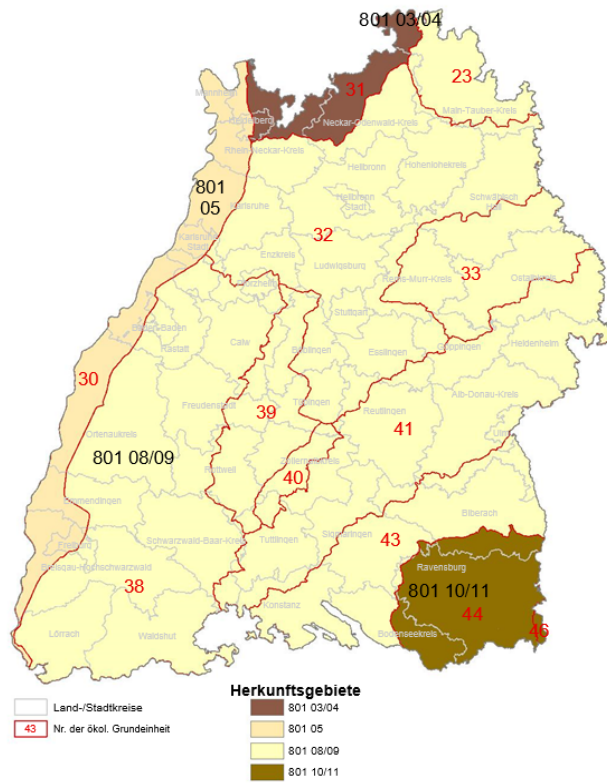 801 03/04
23
31
Mannheim
Main-Tauber-Kreis
Heidelberg
Neckar-Odenwald-Kreis
Rhein-Neckar-Kreis
Heilbronn
Hohenlohekreis
801
05
Heilbronn
Stadt
Schwäbisch
Hall
Karlsruhe
32
Karlsruhe
Stadt
Enzkreis
Ludwigsburg
Rems-Murr-Kreis
33
Ostalbkreis
Pforzheim
Stuttgart
Baden-Baden
Rastatt
Calw
Böblingen
Esslingen
Göppingen
Heidenheim
30
Freudenstadt
39
Tübingen
Reutlingen
Alb-Donau-Kreis
41
Ortenaukreis
Ulm
801 08/09
Rottweil
Zollernalbkreis
40
Emmendingen
Biberach
Freiburg
Schwarzwald-Baar-Kreis
Tuttlingen
Sigmaringen
43
Breisgau-Hochschwarzwald
Ravensburg
38
801 10/11
Konstanz
44
46
Lörrach
Waldshut
Bodenseekreis
Herkunftsgebiete
Land-/Stadtkreise
801 03/04
43 Nr. der ökol. Grundeinheit
801 05
801 08/09
801 10/11